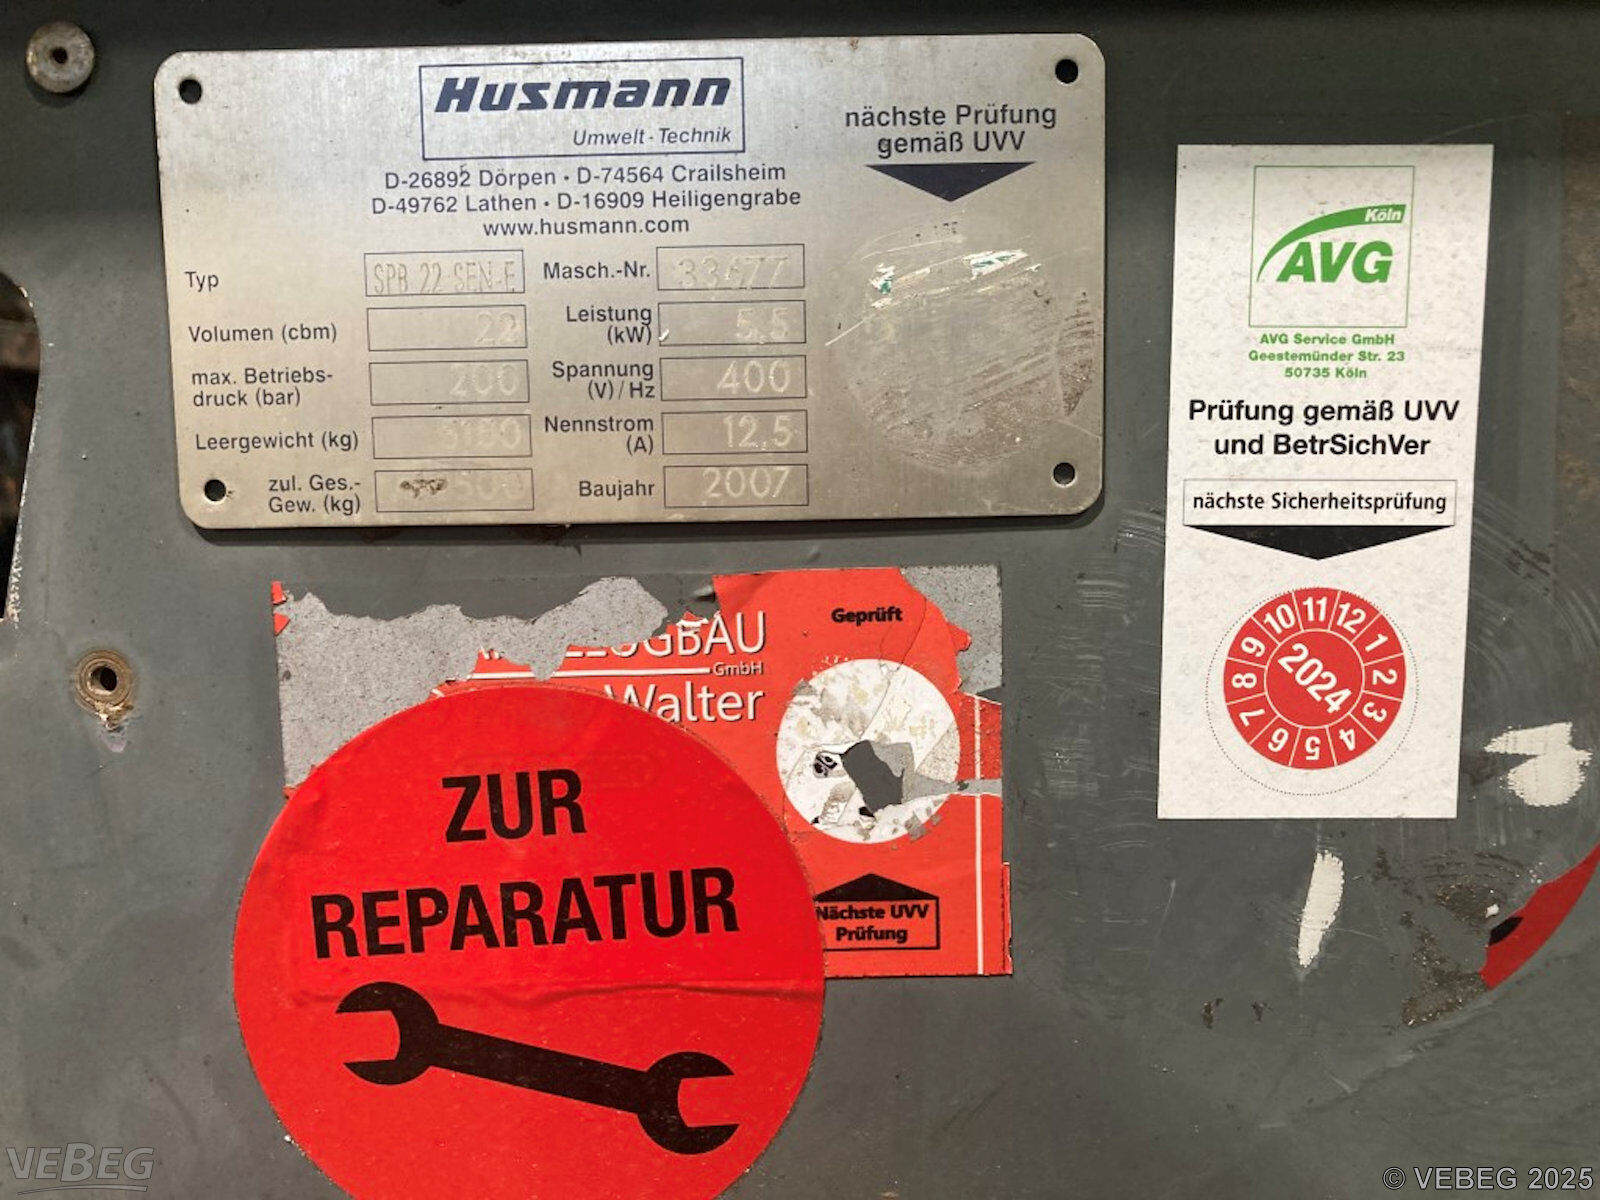 Husmann
Umwelt-Technik
D-26892 Dörpen • D-74564 Crailsheim
D-49762 Lathen • D-16909 Heiligengrabe
www.husmann.com
nächste Prüfung
gemäß UVV
Typ
SPB 22 SEN-E
Masch.-Nr.
Volumen (cbm)
22
Leistung
(kW)
5,5
max. Betriebs-
druck (bar)
200
Spannung
(V) / Hz
400
Leergewicht (kg)
Nennstrom
(A)
12,5
zul. Ges.-
Gew. (kg)
Baujahr
2007
Köln
AVG
AVG Service GmbH
Geestemünder Str. 23
50735 Köln
Prüfung gemäß UVV
und BetrSichVer
nächste Sicherheitsprüfung
10 11 12 1 2 3 4 5 6 7 8 9
2024
Geprüft
GmbH
Walter
Nächste UVV
Prüfung
ZUR
REPARATUR
VEBEG
© VEBEG 2025